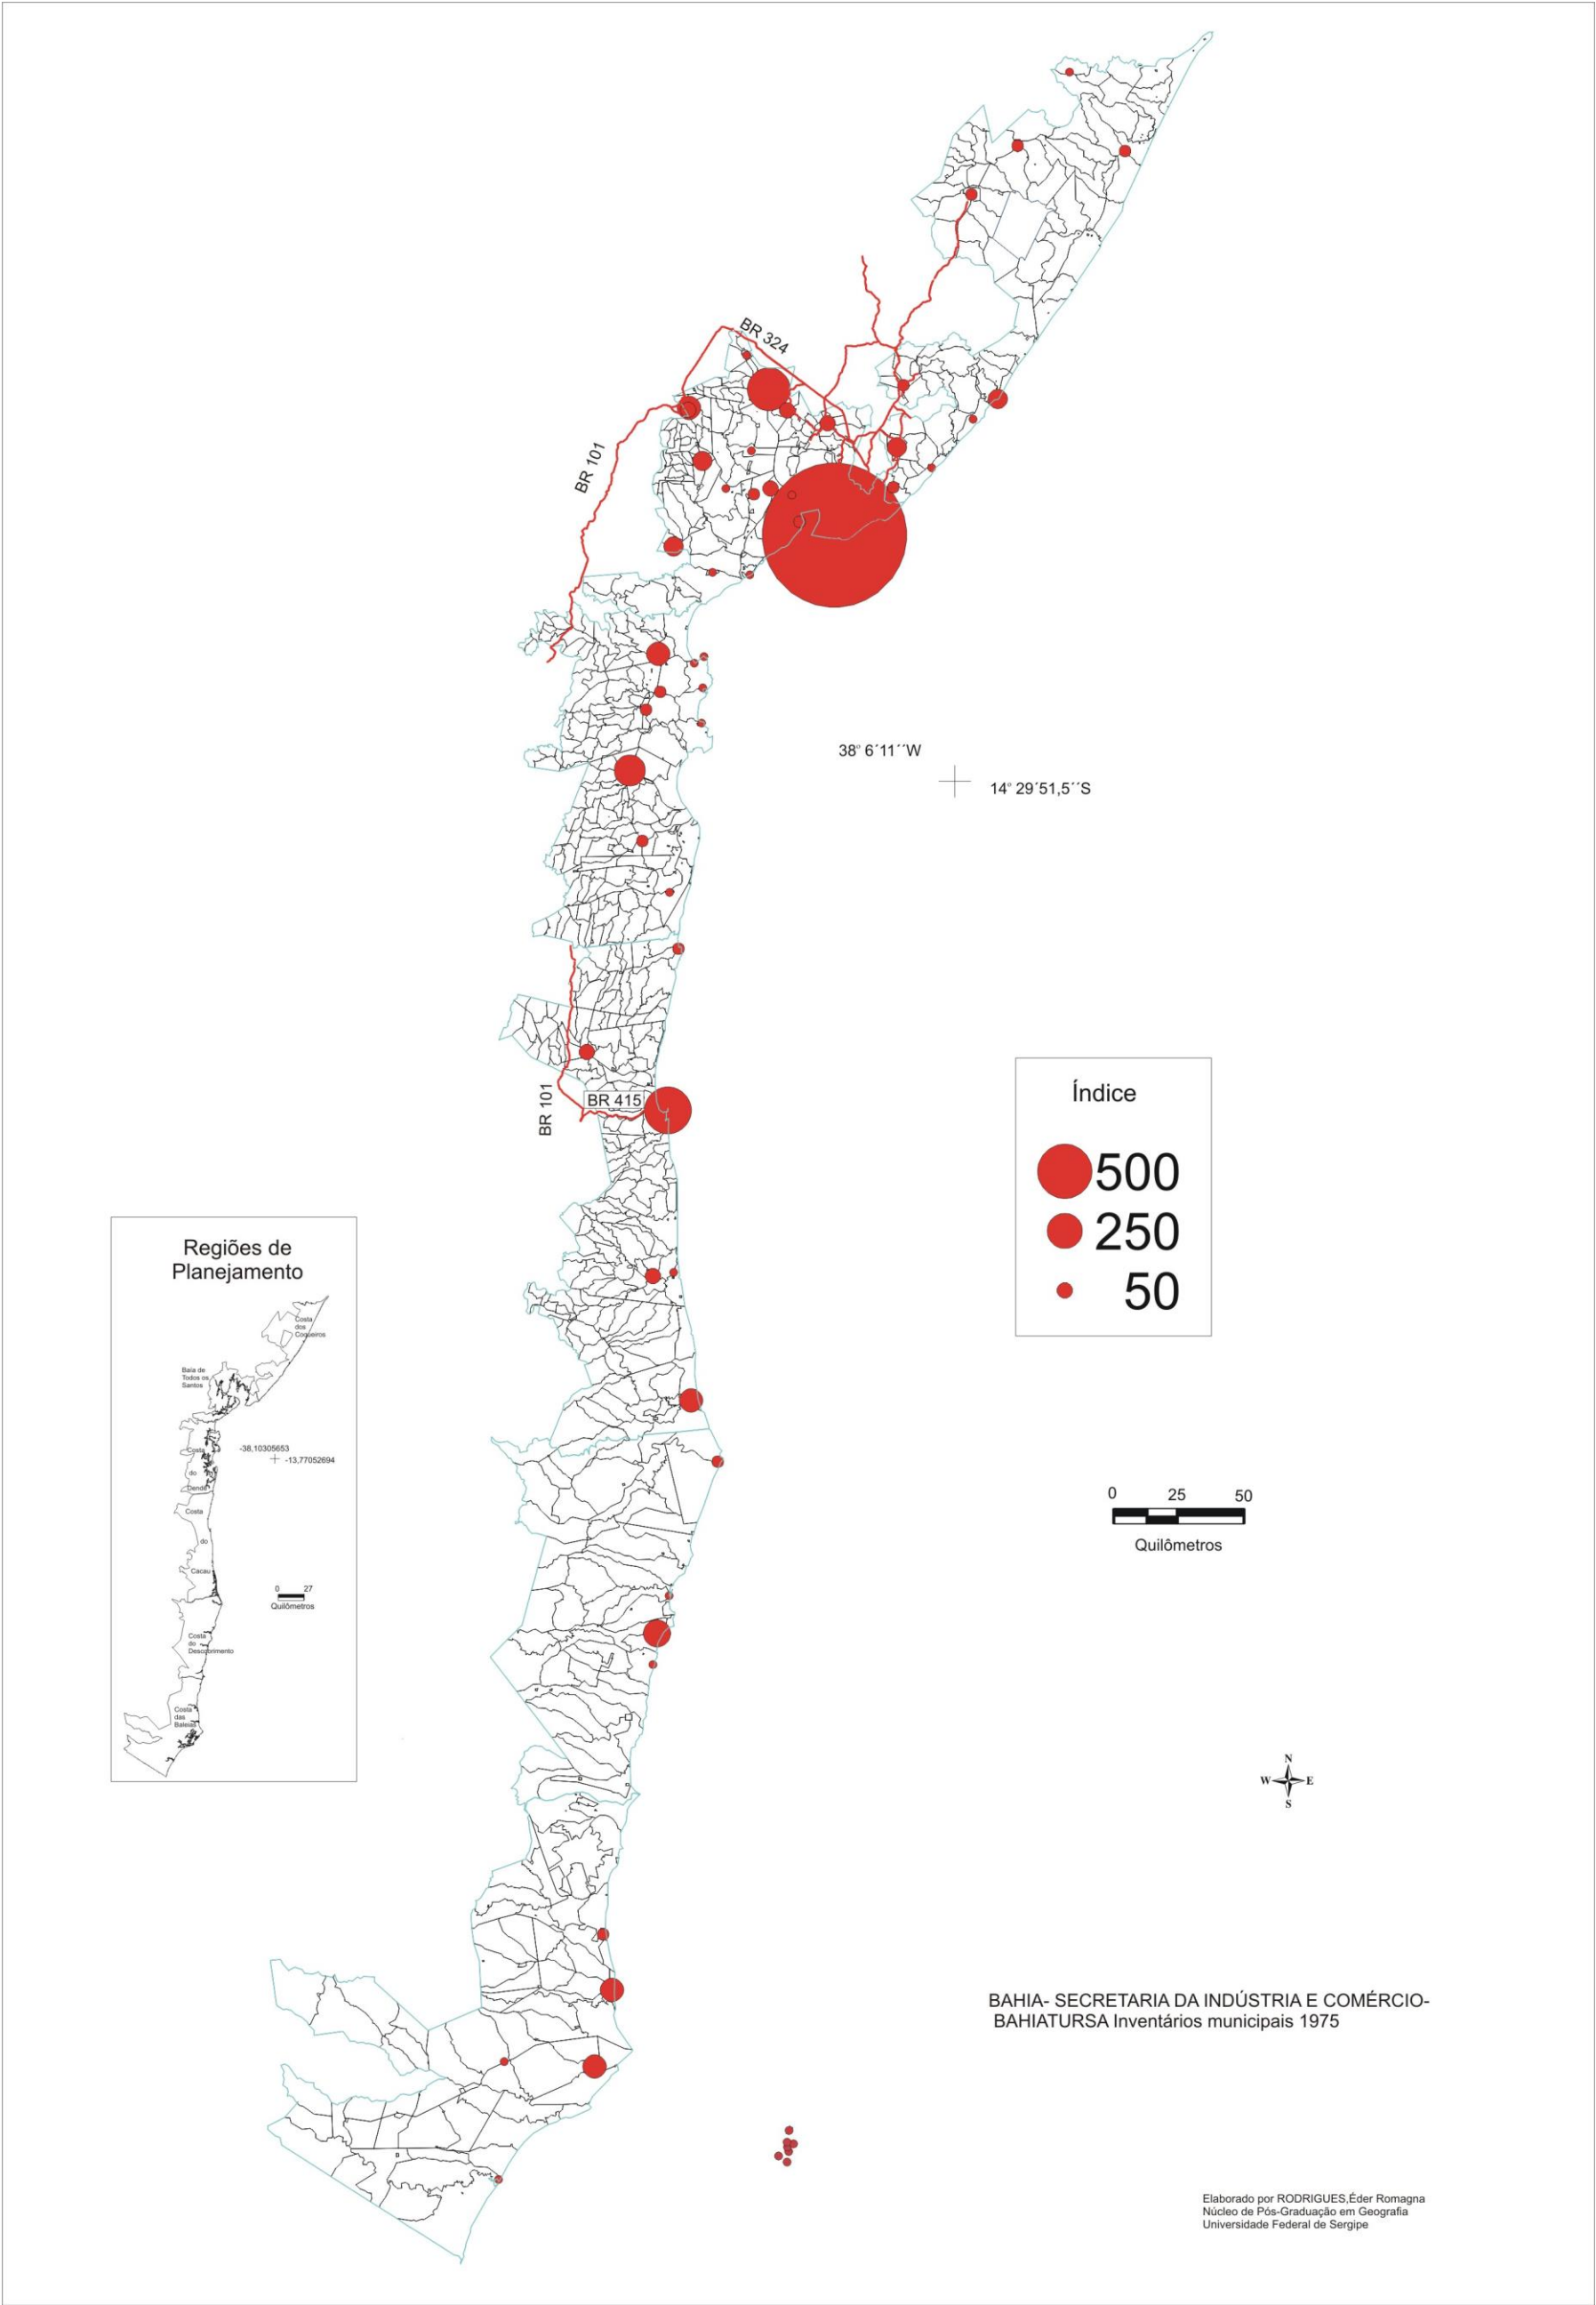 BR 324
BR 101
38° 6´11´´W
14° 29´51,5´´S
BR 101
BR 415
Índice
500
250
50
Regiões de
Planejamento
Costa
dos
Coqueiros
Baia de
Todos os
Santos
Costa
do
Dendê
-38,10305653
-13,77052694
Costa
do
Cacau
0 27
Quilômetros
Costa
do
Descobrimento
Costa
das
Baleias
0 25 50
Quilômetros
N
W E
S
BAHIA- SECRETARIA DA INDÚSTRIA E COMÉRCIO-
BAHIATURSA Inventários municipais 1975
Elaborado por RODRIGUES,Éder Romagna
Núcleo de Pós-Graduação em Geografia
Universidade Federal de Sergipe